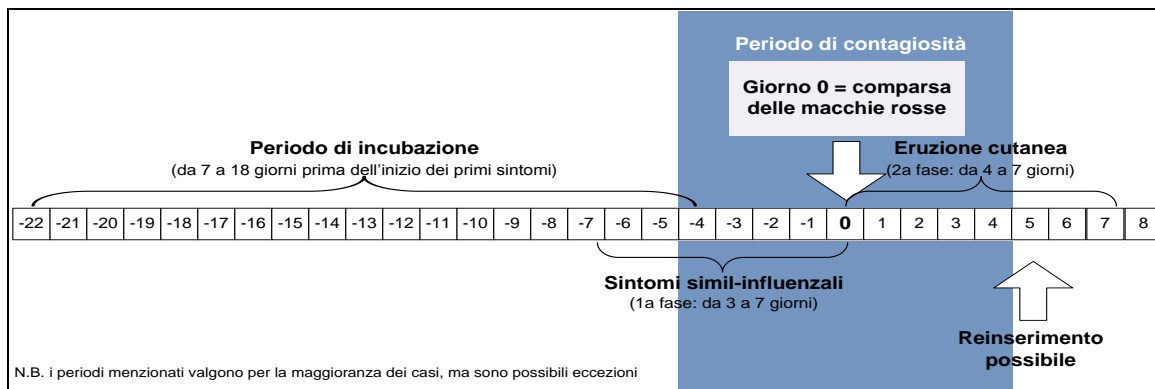 Periodo di contagiosità
Giorno 0 = comparsa
delle macchie rosse
Periodo di incubazione
(da 7 a 18 giorni prima dell'inizio dei primi sintomi)
Eruzione cutanea
(2a fase: da 4 a 7 giorni)
-22 -21 -20 -19 -18 -17 -16 -15 -14 -13 -12 -11 -10 -9 -8 -7 -6 -5 -4 -3 -2 -1 0 1 2 3 4 5 6 7 8
Sintomi simil-influenzali
(1a fase: da 3 a 7 giorni)
Reinserimento
possibile
N.B. i periodi menzionati valgono per la maggioranza dei casi, ma sono possibili eccezioni